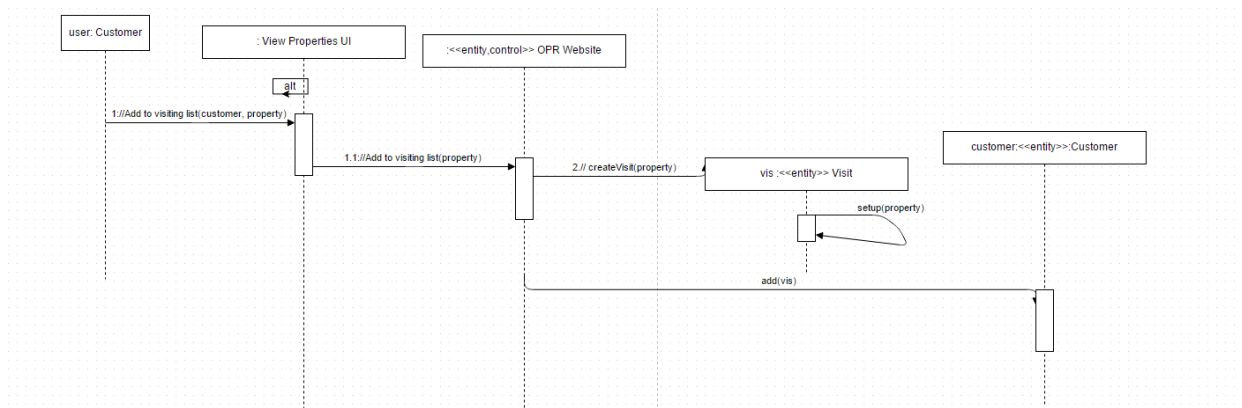 user: Customer
: View Properties UI
:<<entity,control>> OPR Website
alt
1://Add to visiting list(customer, property)
1.1://Add to visiting list(property)
2.// createVisit(property)
customer:<<entity>>:Customer
vis :<<entity>> Visit
setup(property)
add(vis)